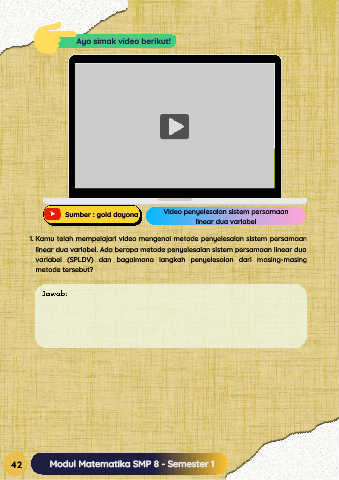 Ayo simak video berikut!
Sumber : gold dayona
Video penyelesaian sistem persamaan
linear dua variabel
1. Kamu telah mempelajari video mengenai metode penyelesaian sistem persamaan
linear dua variabel. Ada berapa metode penyelesaian sistem persamaan linear dua
variabel (SPLDV) dan bagaimana langkah penyelesaian dari masing-masing
metode tersebut?
Jawab:
42
Modul Matematika SMP 8 - Semester 1